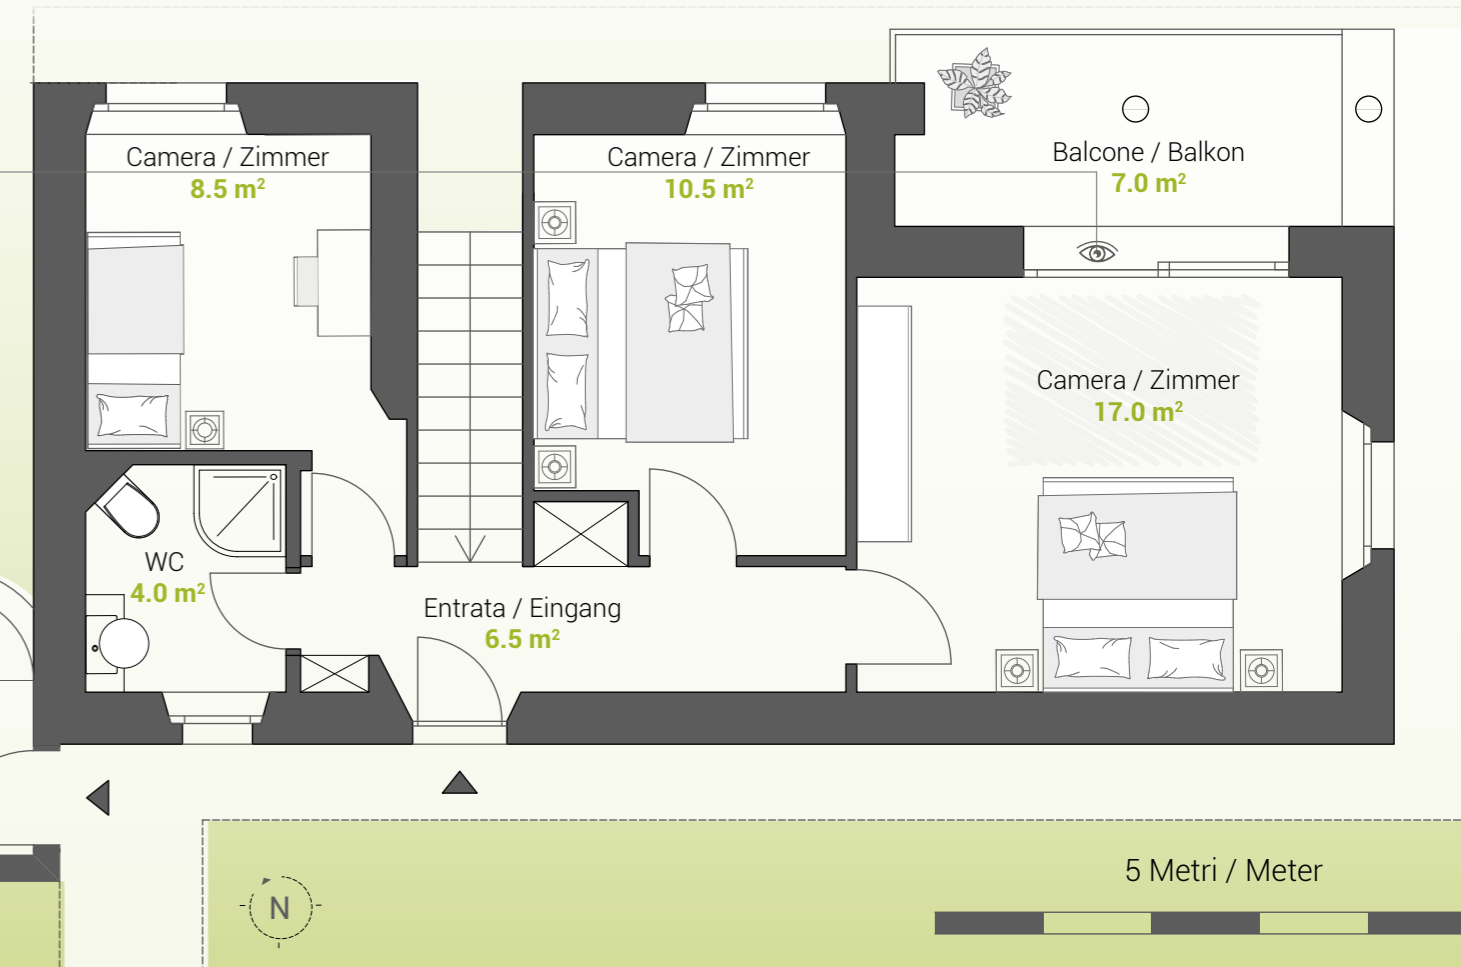 Camera / Zimmer
8.5 m²
Camera / Zimmer
10.5 m²
Balcone / Balkon
7.0 m²
Camera / Zimmer
17.0 m²
WC
4.0 m²
Entrata / Eingang
6.5 m²
N
5 Metri / Meter